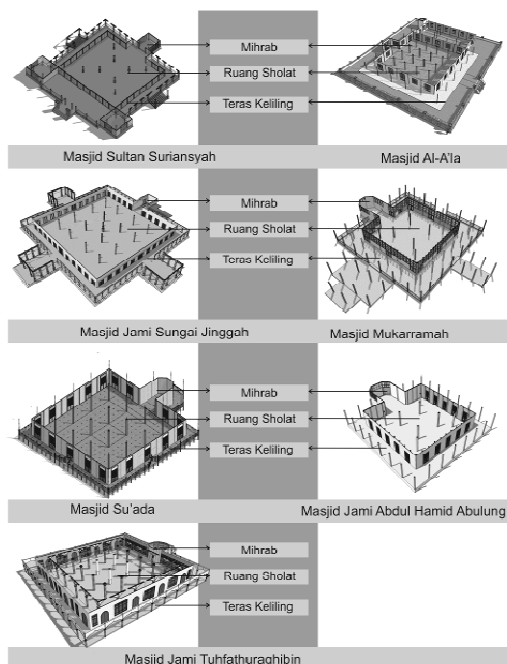 Mihrab
Ruang Sholat
Teras Keliling
Masjid Sultan Suriansyah
Masjid Al-A'la
Mihrab
Ruang Sholat
Teras Keliling
Masjid Jami Sungai Jinggah
Masjid Mukarramah
Mihrab
Ruang Sholat
Teras Keliling
Masjid Su'ada
Masjid Jami Abdul Hamid Abulung
Mihrab
Ruang Sholat
Teras Keliling
Masjid Jami Tuhfathuraghibin